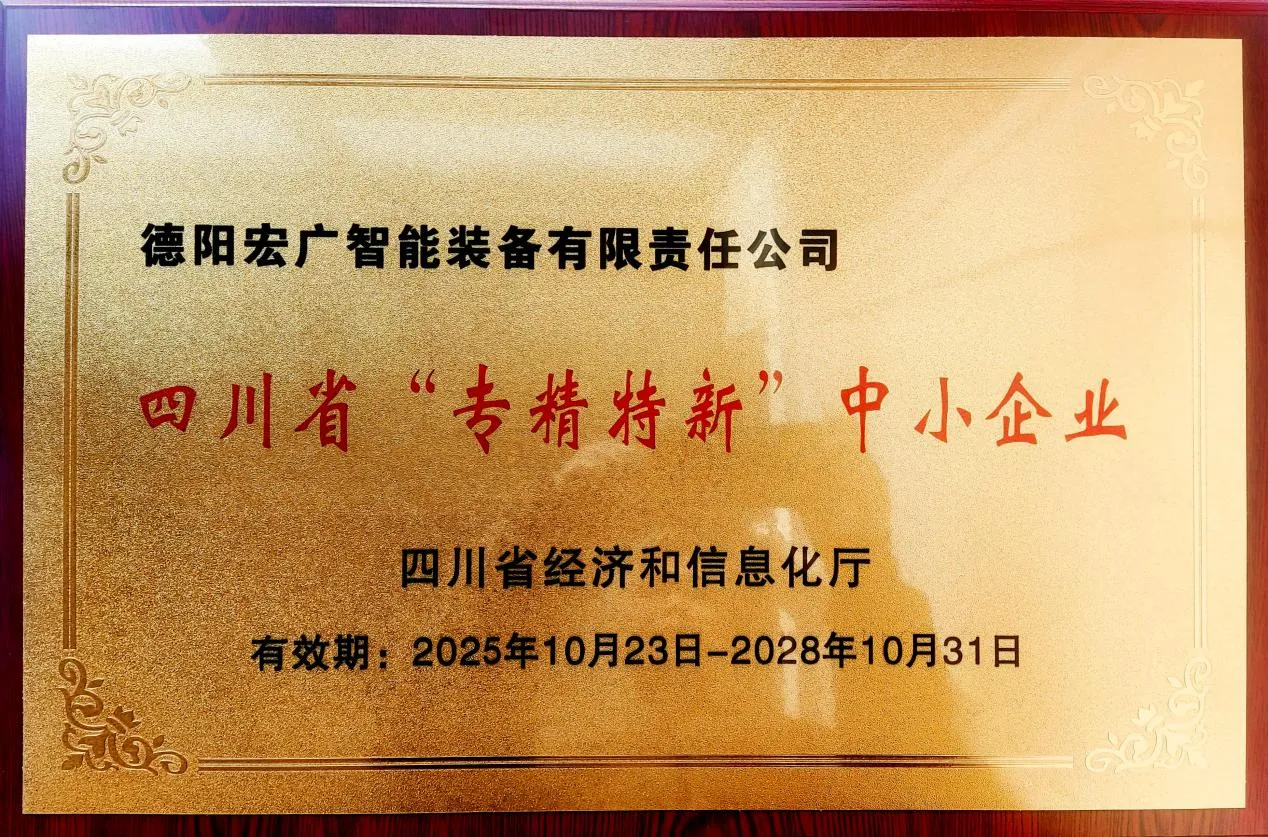 德阳宏广智能装备有限责任公司
四川省“专精特新”中小企业
四川省经济和信息化厅
有效期：2025年10月23日-2028年10月31日